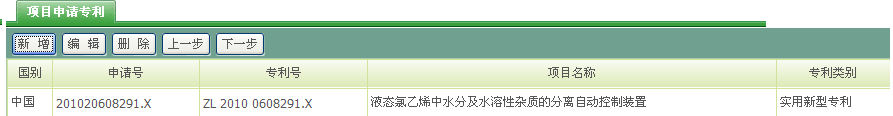 项目申请专利
新 增 编 辑 删 除 上一步 下一步
国别 申请号 专利号 项目名称 专利类别
中国 201020608291.X ZL 2010 0608291.X 液态氯乙烯中水分及水溶性杂质的分离自动控制装置 实用新型专利